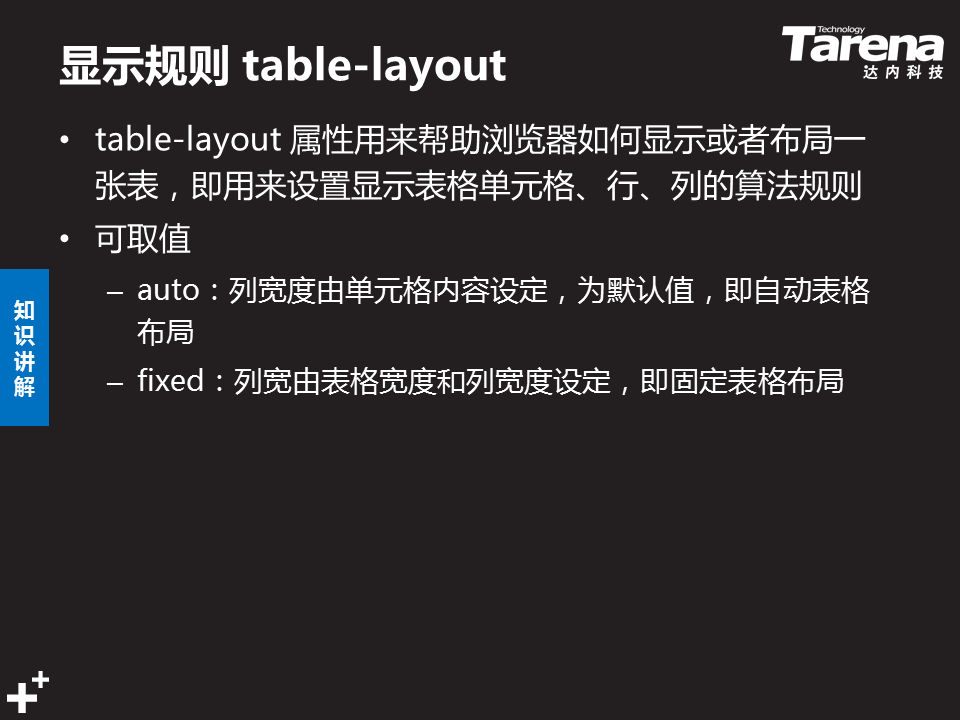 显示规则 table-layout
Technology
Tarena
达内科技
• table-layout 属性用来帮助浏览器如何显示或者布局一
张表，即用来设置显示表格单元格、行、列的算法规则
• 可取值
– auto：列宽度由单元格内容设定，为默认值，即自动表格
布局
– fixed：列宽由表格宽度和列宽度设定，即固定表格布局
知
识
讲
解